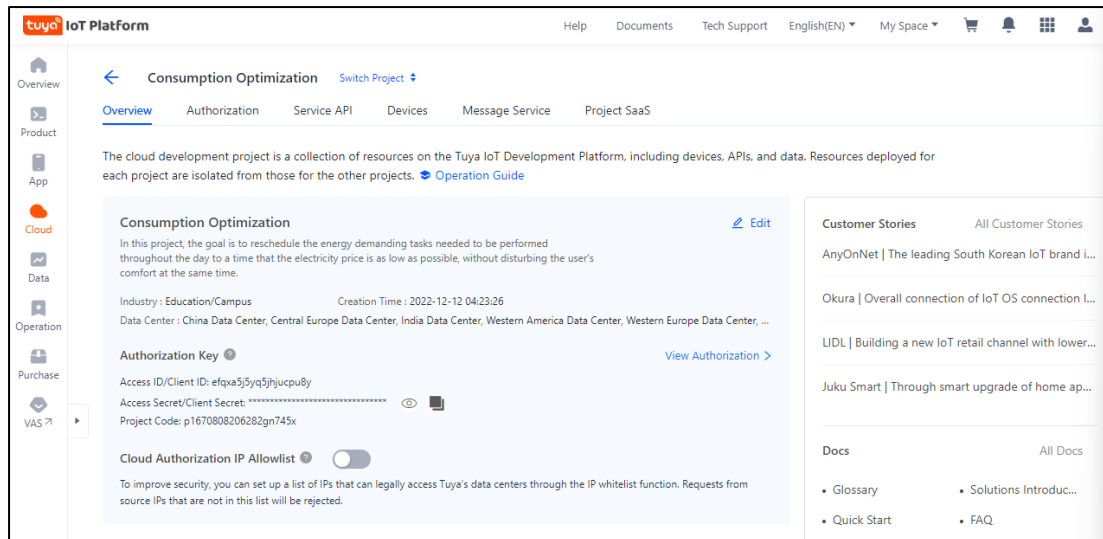 tuya IoT Platform
Help Documents Tech Support English(EN) My Space
Overview
Product
App
Cloud
Data
Operation
Purchase
VAS
Consumption Optimization Switch Project
Overview Authorization Service API Devices Message Service Project SaaS
The cloud development project is a collection of resources on the Tuya IoT Development Platform, including devices, APIs, and data. Resources deployed for
each project are isolated from those for the other projects. Operation Guide
Consumption Optimization Edit
In this project, the goal is to reschedule the energy demanding tasks needed to be performed
throughout the day to a time that the electricity price is as low as possible, without disturbing the user's
comfort at the same time.
Industry : Education/Campus Creation Time : 2022-12-12 04:23:26
Data Center : China Data Center, Central Europe Data Center, India Data Center, Western America Data Center, Western Europe Data Center, ...
Authorization Key ? View Authorization >
Access ID/Client ID: efqxa5j5yq5jhjucpu8y
Access Secret/Client Secret: ********************************
Project Code: p1670808206282gn745x
Cloud Authorization IP Allowlist ?
To improve security, you can set up a list of IPs that can legally access Tuya's data centers through the IP whitelist function. Requests from
source IPs that are not in this list will be rejected.
Customer Stories All Customer Stories
AnyOnNet | The leading South Korean IoT brand i...
Okura | Overall connection of IoT OS connection l...
LIDL | Building a new IoT retail channel with lower...
Juku Smart | Through smart upgrade of home ap...
Docs All Docs
• Glossary • Solutions Introduc...
• Quick Start • FAQ